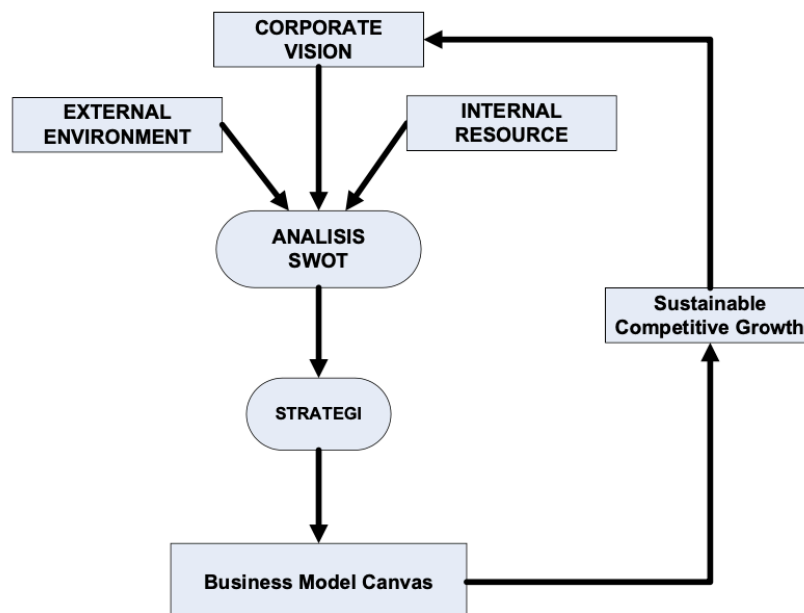 CORPORATE
VISION
EXTERNAL
ENVIRONMENT
INTERNAL
RESOURCE
ANALISIS
SWOT
Sustainable
Competitive Growth
STRATEGI
Business Model Canvas